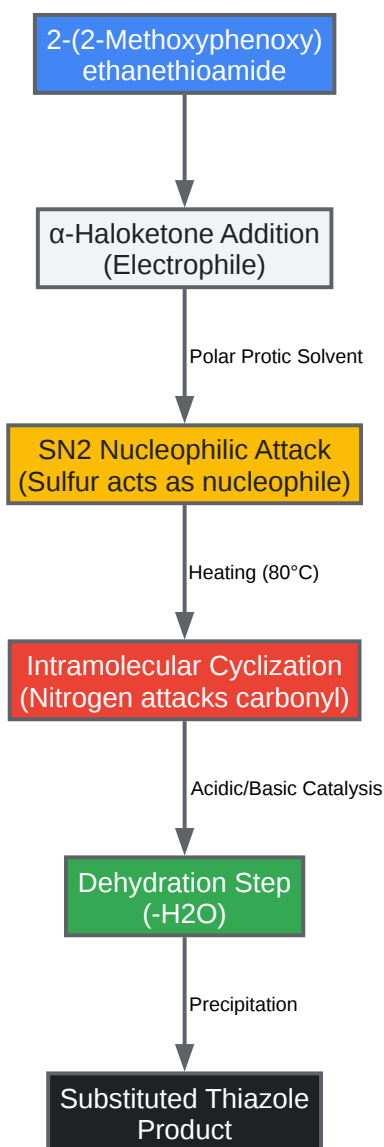 2-(2-Methoxyphenoxy)
ethanethioamide
α-Haloketone Addition
(Electrophile)
Polar Protic Solvent
SN2 Nucleophilic Attack
(Sulfur acts as nucleophile)
Heating (80°C)
Intramolecular Cyclization
(Nitrogen attacks carbonyl)
Acidic/Basic Catalysis
Dehydration Step
(-H2O)
Precipitation
Substituted Thiazole
Product